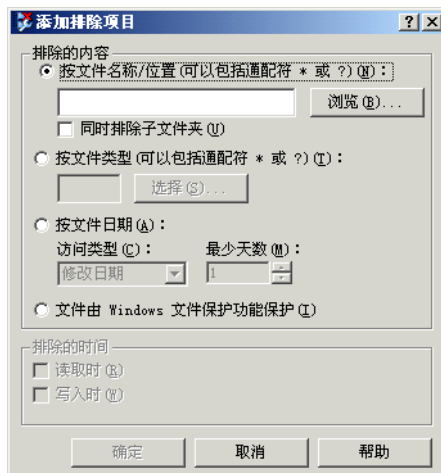 添加排除项目
排除的内容
按文件名称/位置(可以包括通配符 * 或 ?)(N):
浏览(B)...
同时排除子文件夹(U)
按文件类型(可以包括通配符 * 或 ?)(T):
选择(S)...
按文件日期(A):
访问类型(C): 最少天数(M):
修改日期 1
文件由 Windows 文件保护功能保护(I)
排除的时间
读取时(R)
写入时(W)
确定 取消 帮助